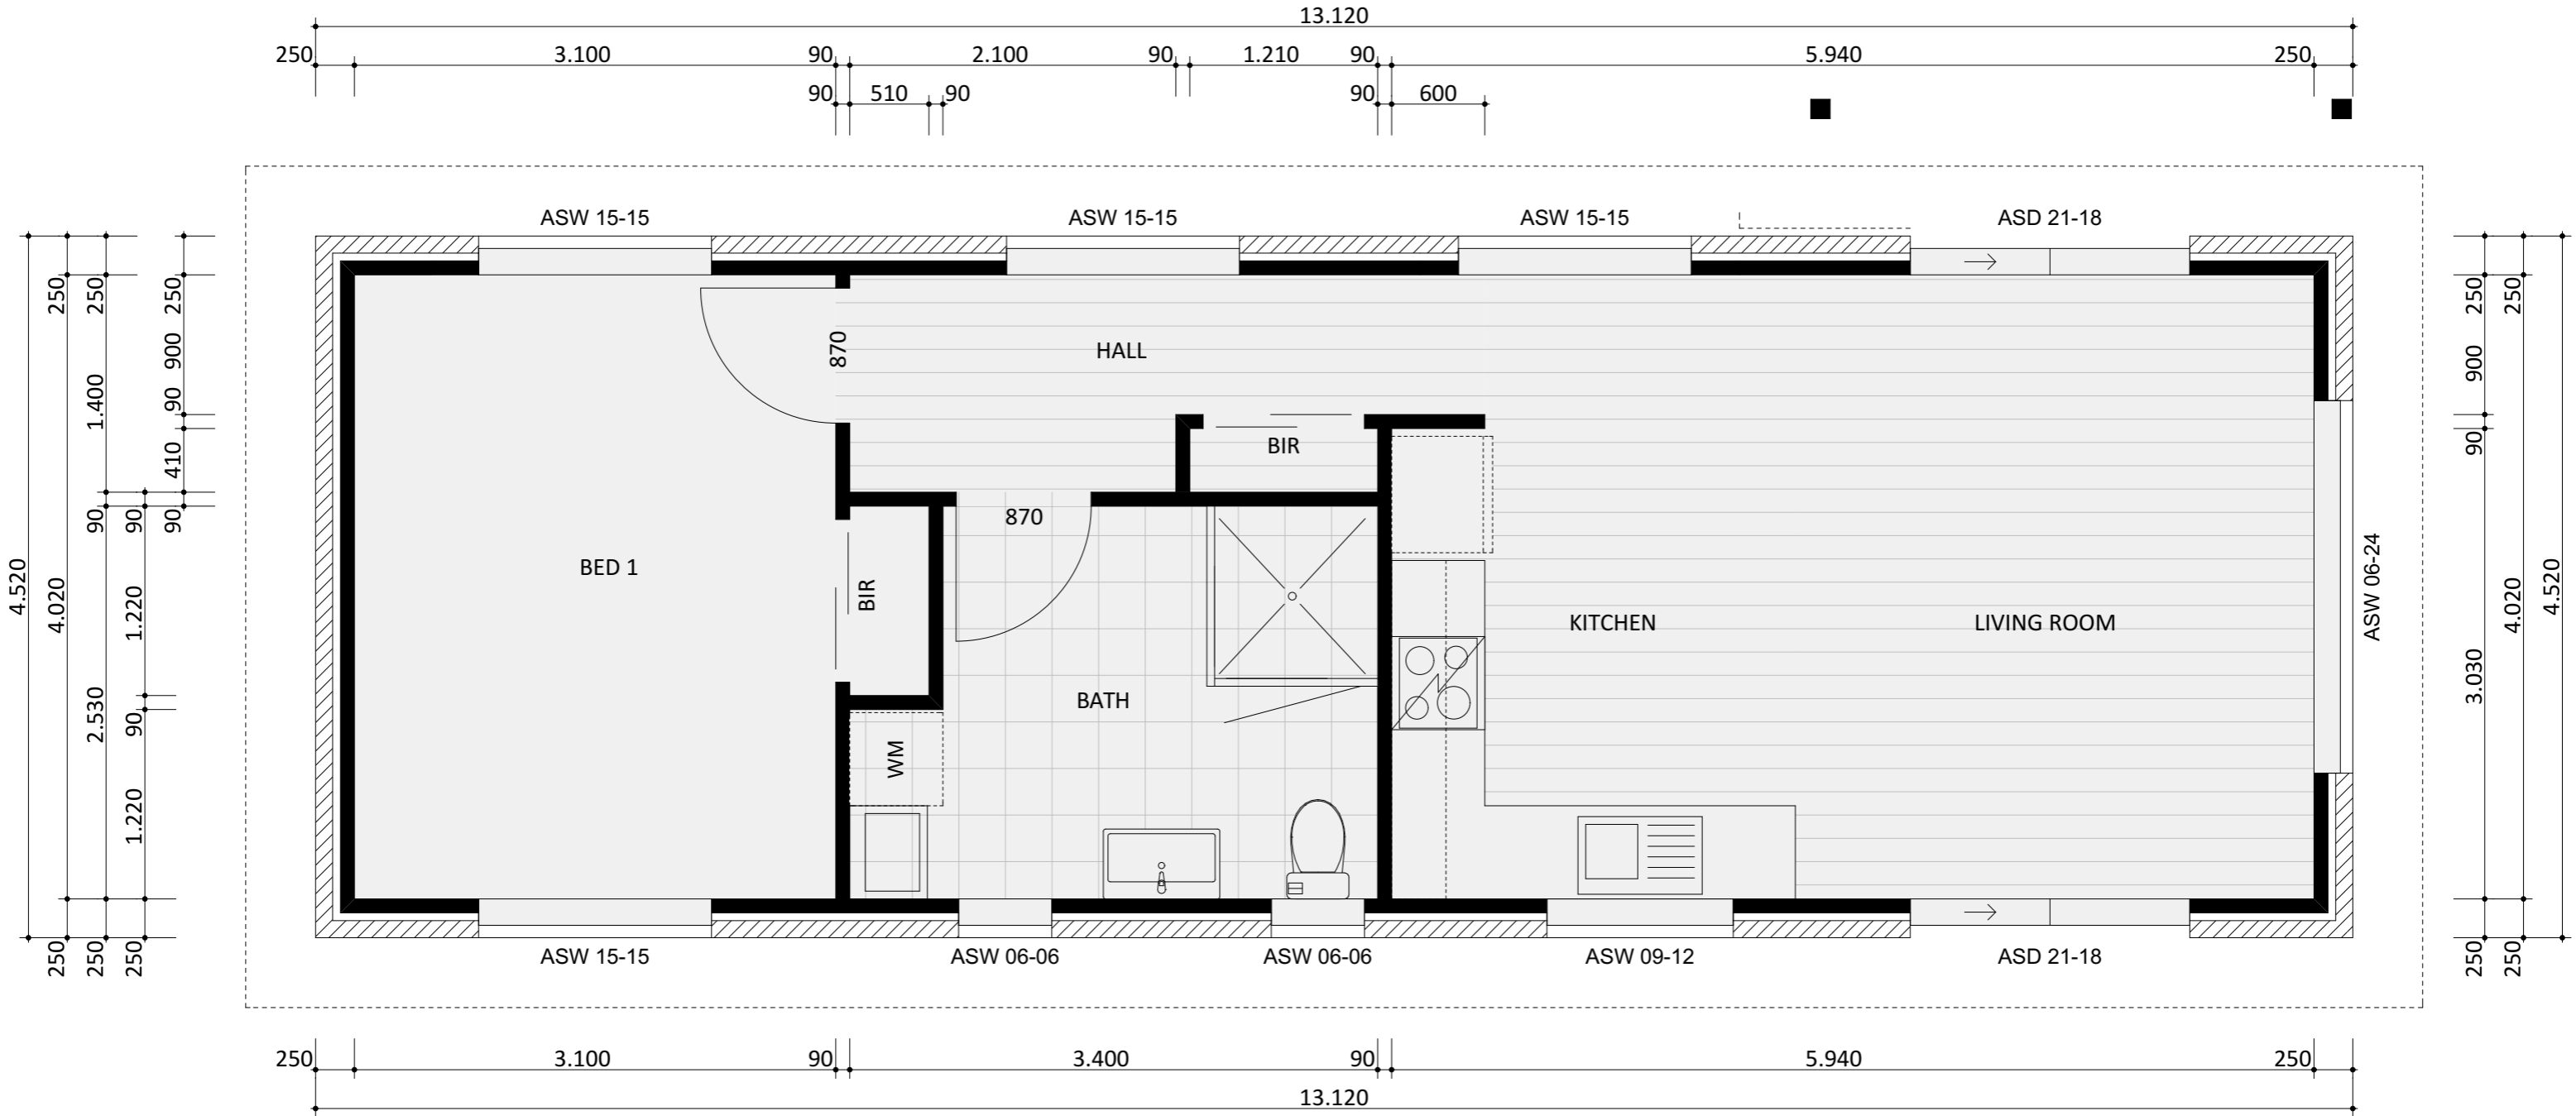 13.120
250 3.100 90 2.100 90 1.210 90 5.940 250
90 510 90 90 600
ASW 15-15 ASW 15-15 ASW 15-15 ASD 21-18
4.520
250 4.020 250
250 1.400 90 2.530 250
90 1.220 90 1.220 250
250 900 90 410 90
870
HALL
BIR
870
BED 1
BIR
KITCHEN
LIVING ROOM
BATH
WM
ASW 06-24
250 900 90 3.030 250
250 4.020 250
4.520
ASW 15-15 ASW 06-06 ASW 06-06 ASW 09-12 ASD 21-18
250 3.100 90 3.400 90 5.940 250
13.120